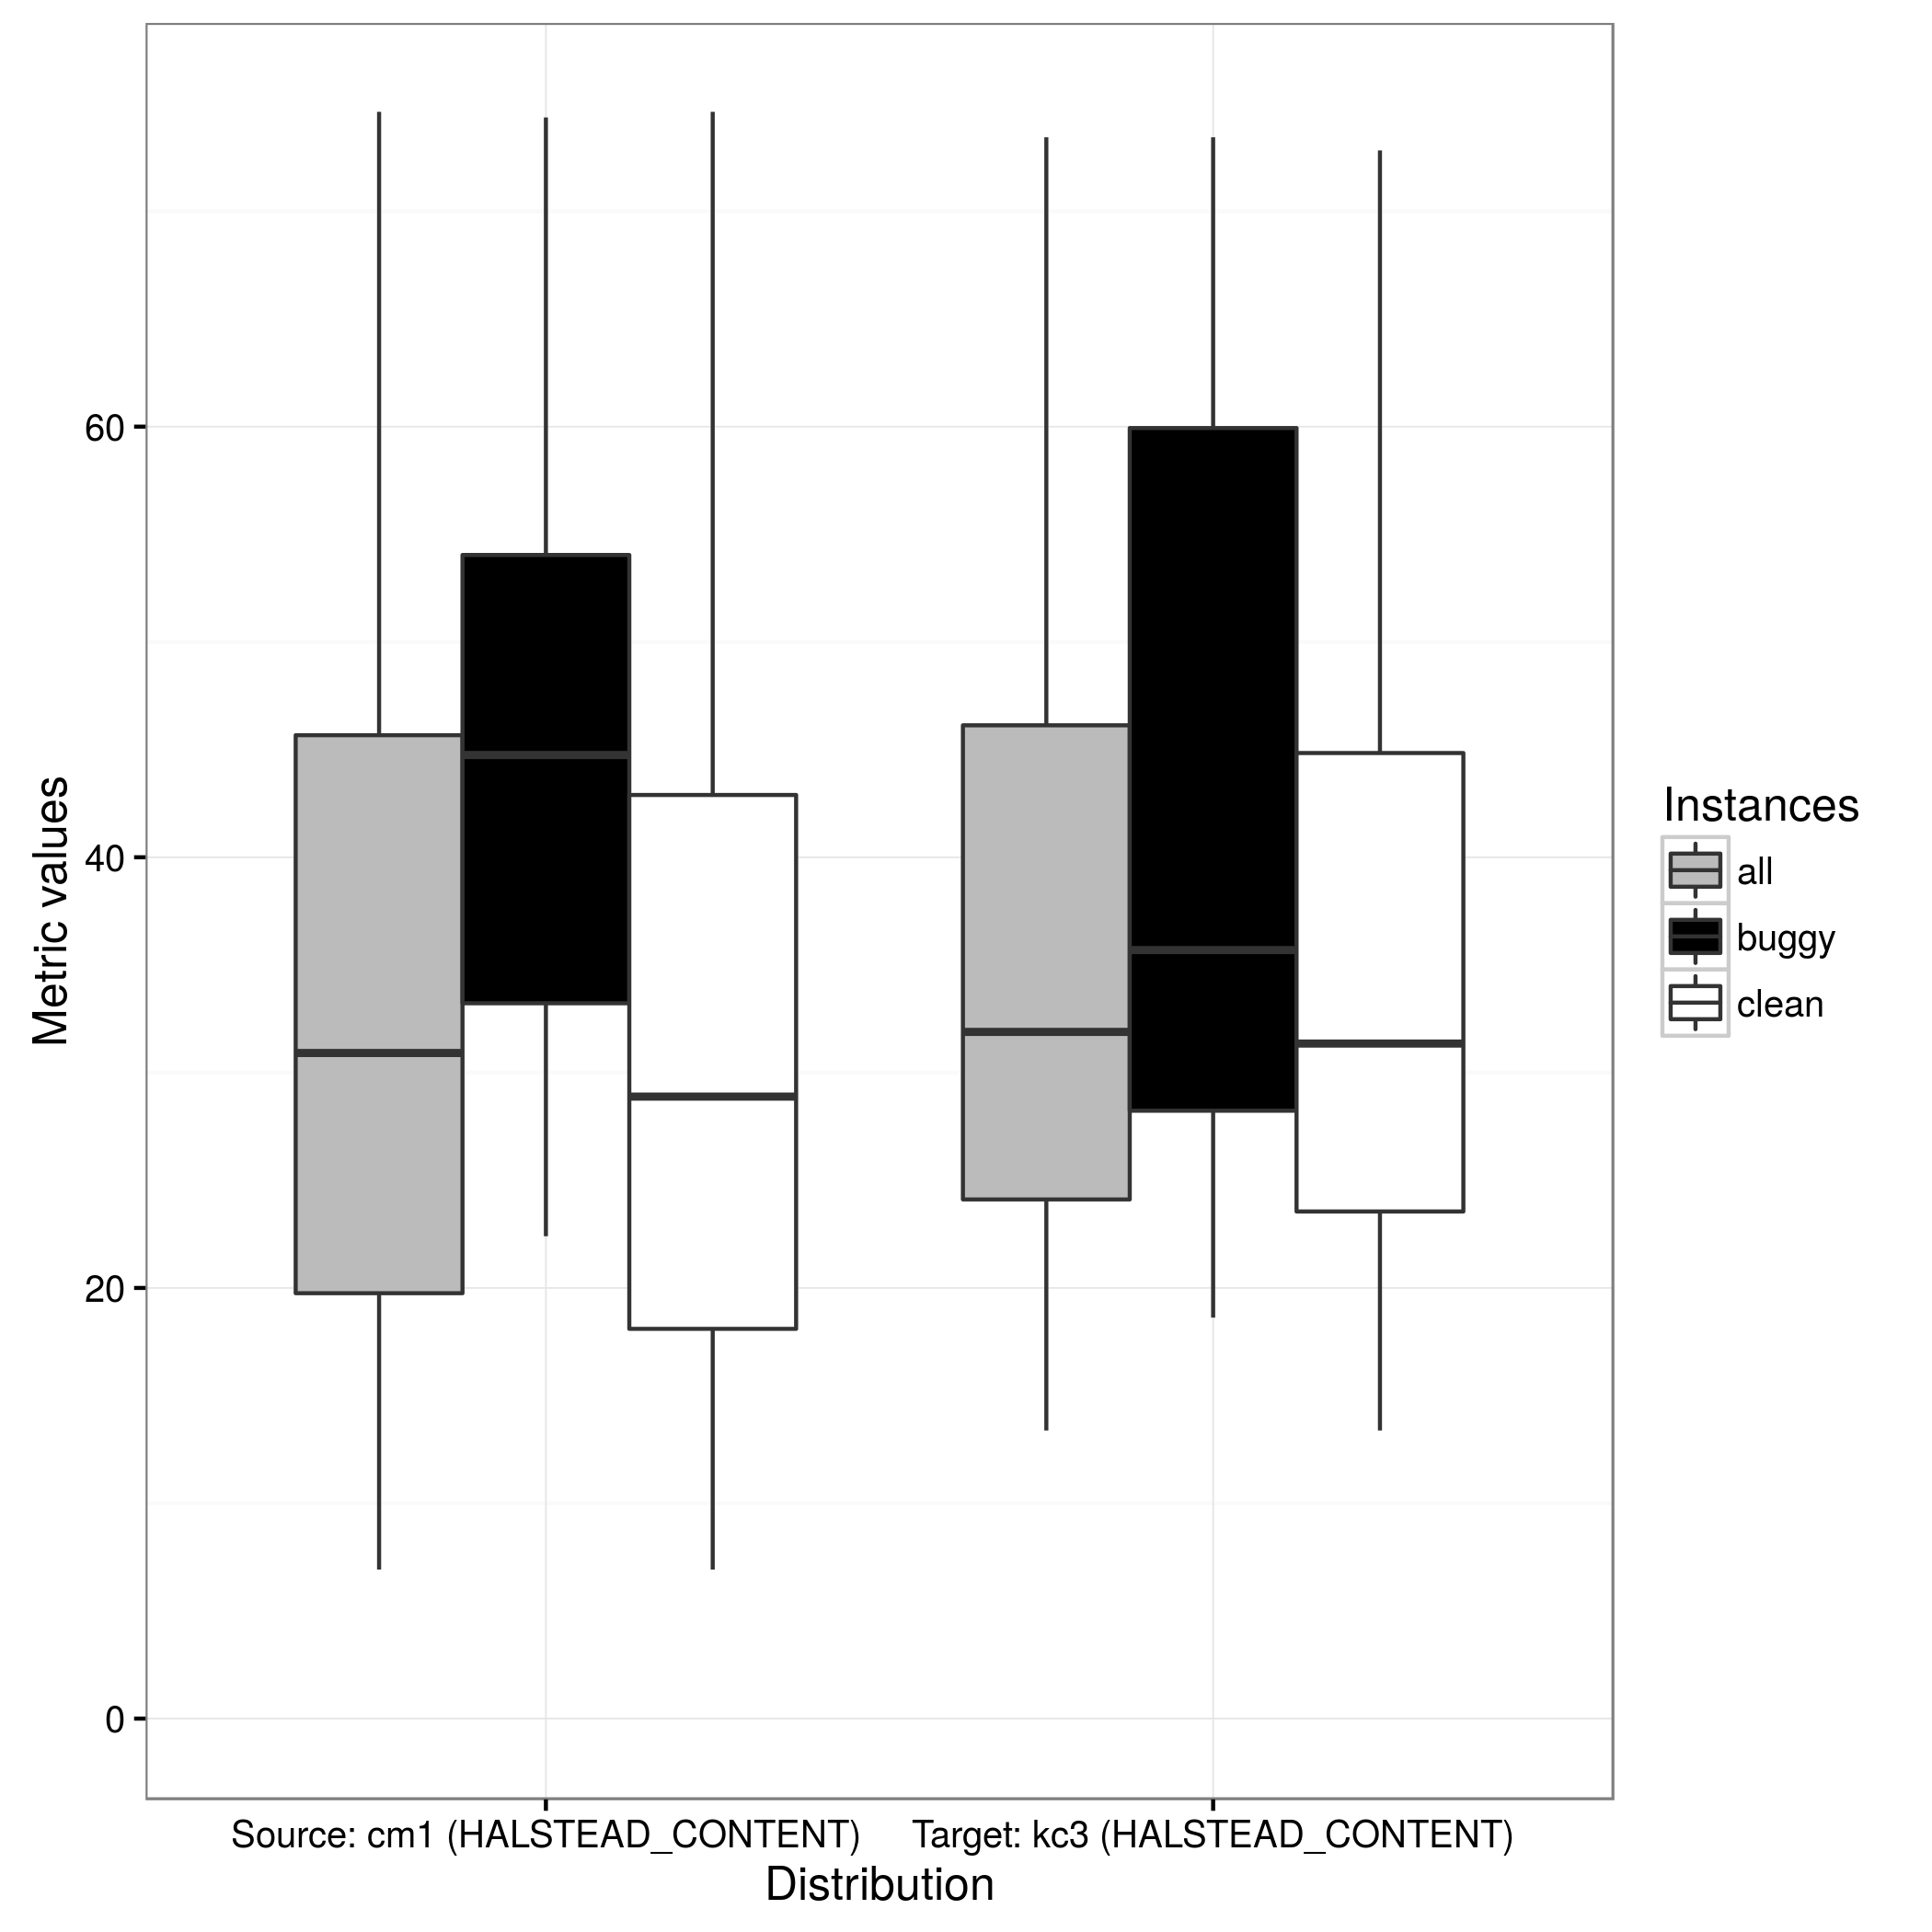 Metric values
60
40
20
0
Source: cm1 (HALSTEAD_CONTENT)
Target: kc3 (HALSTEAD_CONTENT)
Distribution
Instances
all
buggy
clean